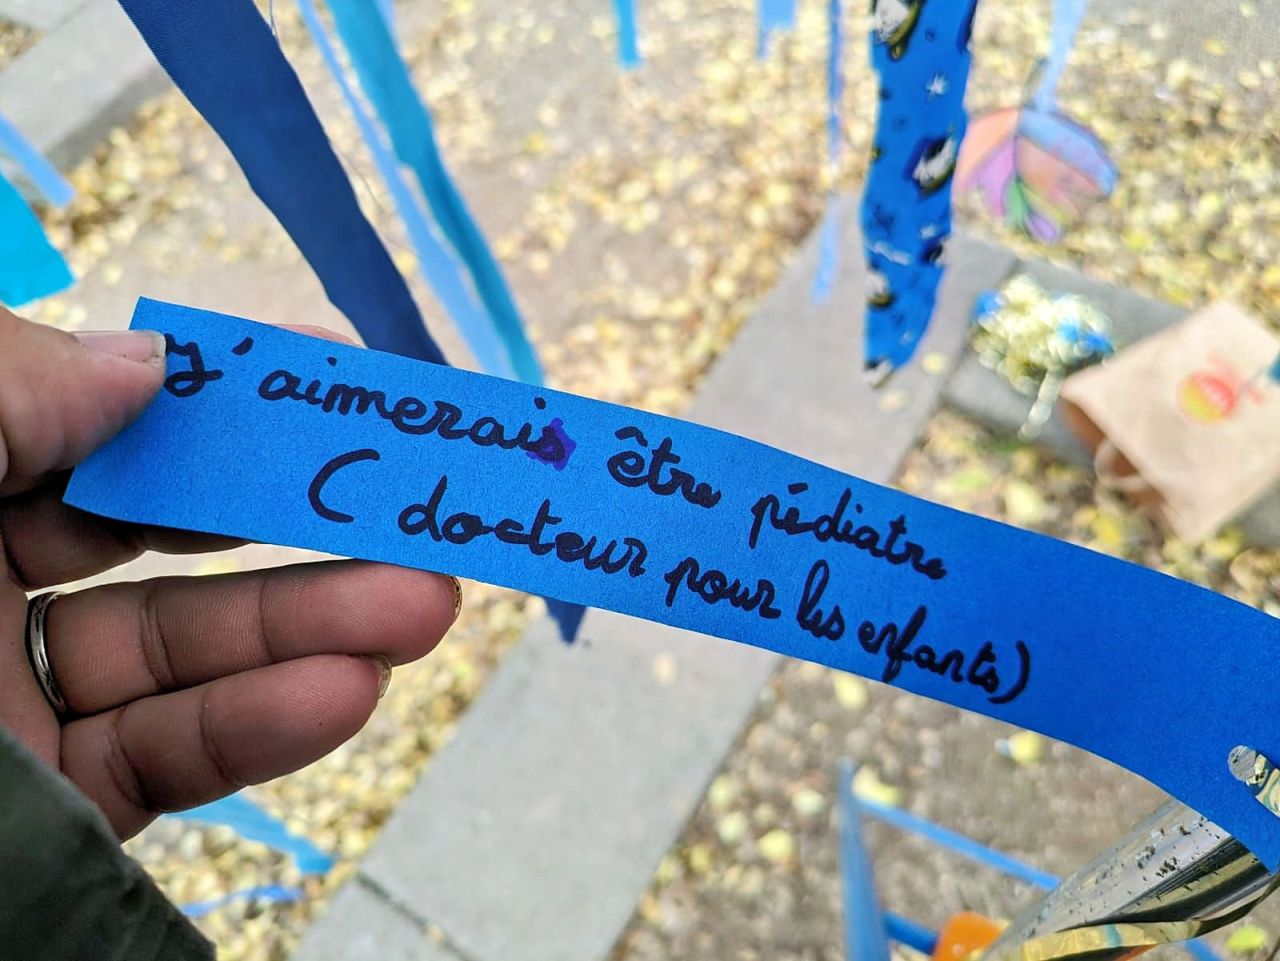 J'aimerais être pédiatre
( docteur pour les enfants)